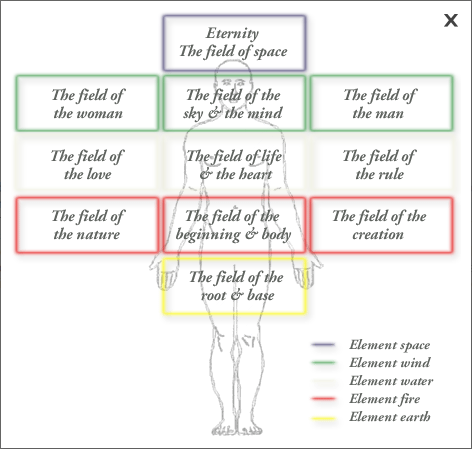 X
Eternity
The field of space
The field of
the woman
The field of the
sky & the mind
The field of
the man
The field of
the love
The field of life
& the heart
The field of
the rule
The field of
the nature
The field of the
beginning & body
The field of the
creation
The field of the
root & base
Element space
Element wind
Element water
Element fire
Element earth